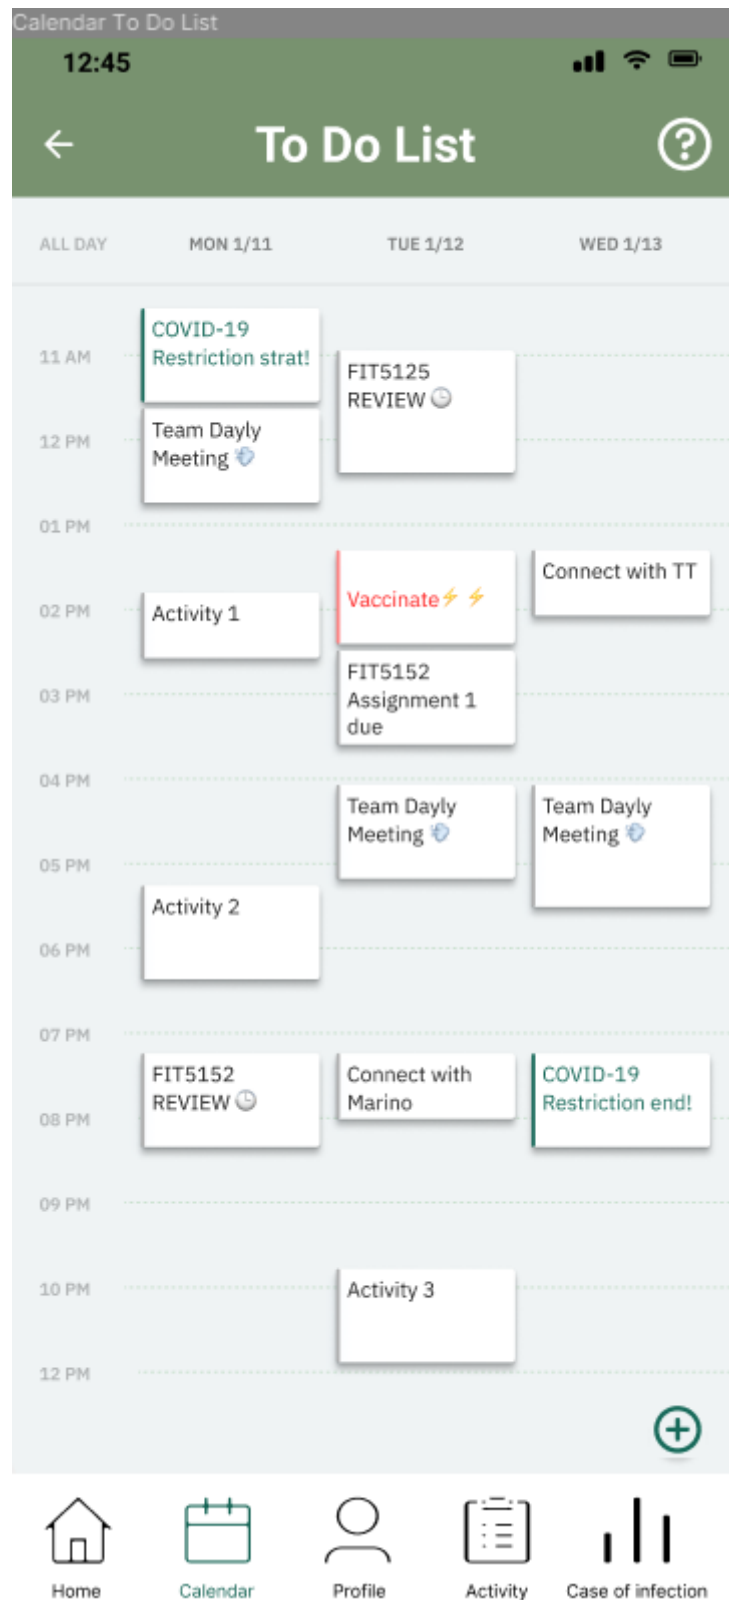 Calendar To Do List
12:45
To Do List
ALL DAY
MON 1/11
TUE 1/12
WED 1/13
11 AM
12 PM
01 PM
02 PM
03 PM
04 PM
05 PM
06 PM
07 PM
08 PM
09 PM
10 PM
12 PM
COVID-19
Restriction strat!
Team Dayly
Meeting
Activity 1
Activity 2
FIT5152
REVIEW
FIT5125
REVIEW
Vaccinate⚡⚡
FIT5152
Assignment 1
due
Team Dayly
Meeting
Connect with
Marino
Activity 3
Connect with TT
Team Dayly
Meeting
COVID-19
Restriction end!
Home
Calendar
Profile
Activity
Case of infection